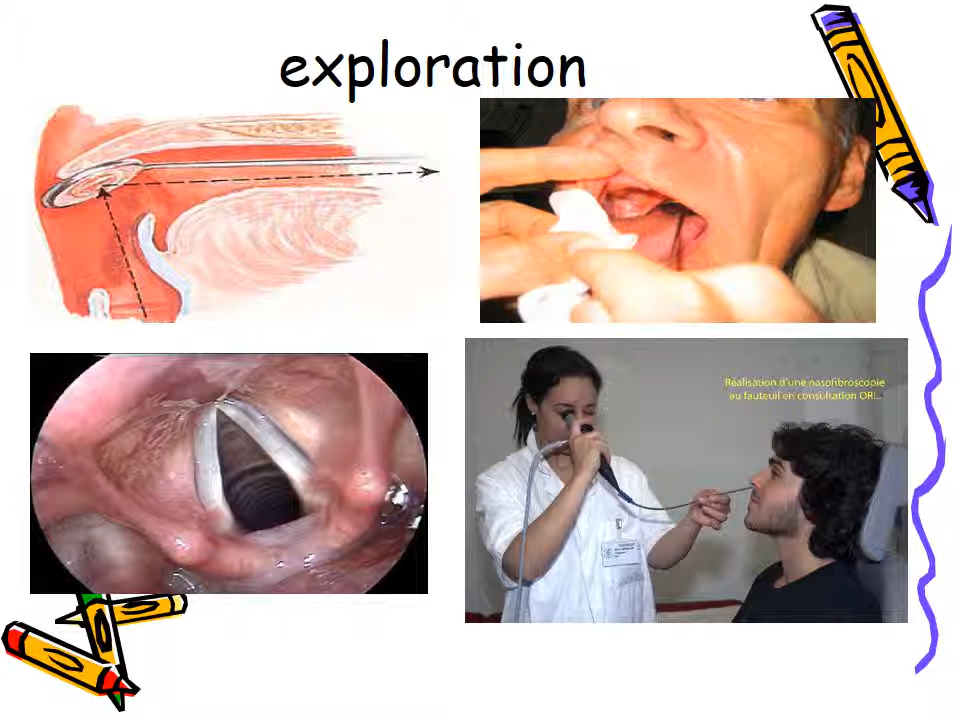 exploration
Réalisation d'une nasofibroscopie
au fauteuil en consultation ORL.